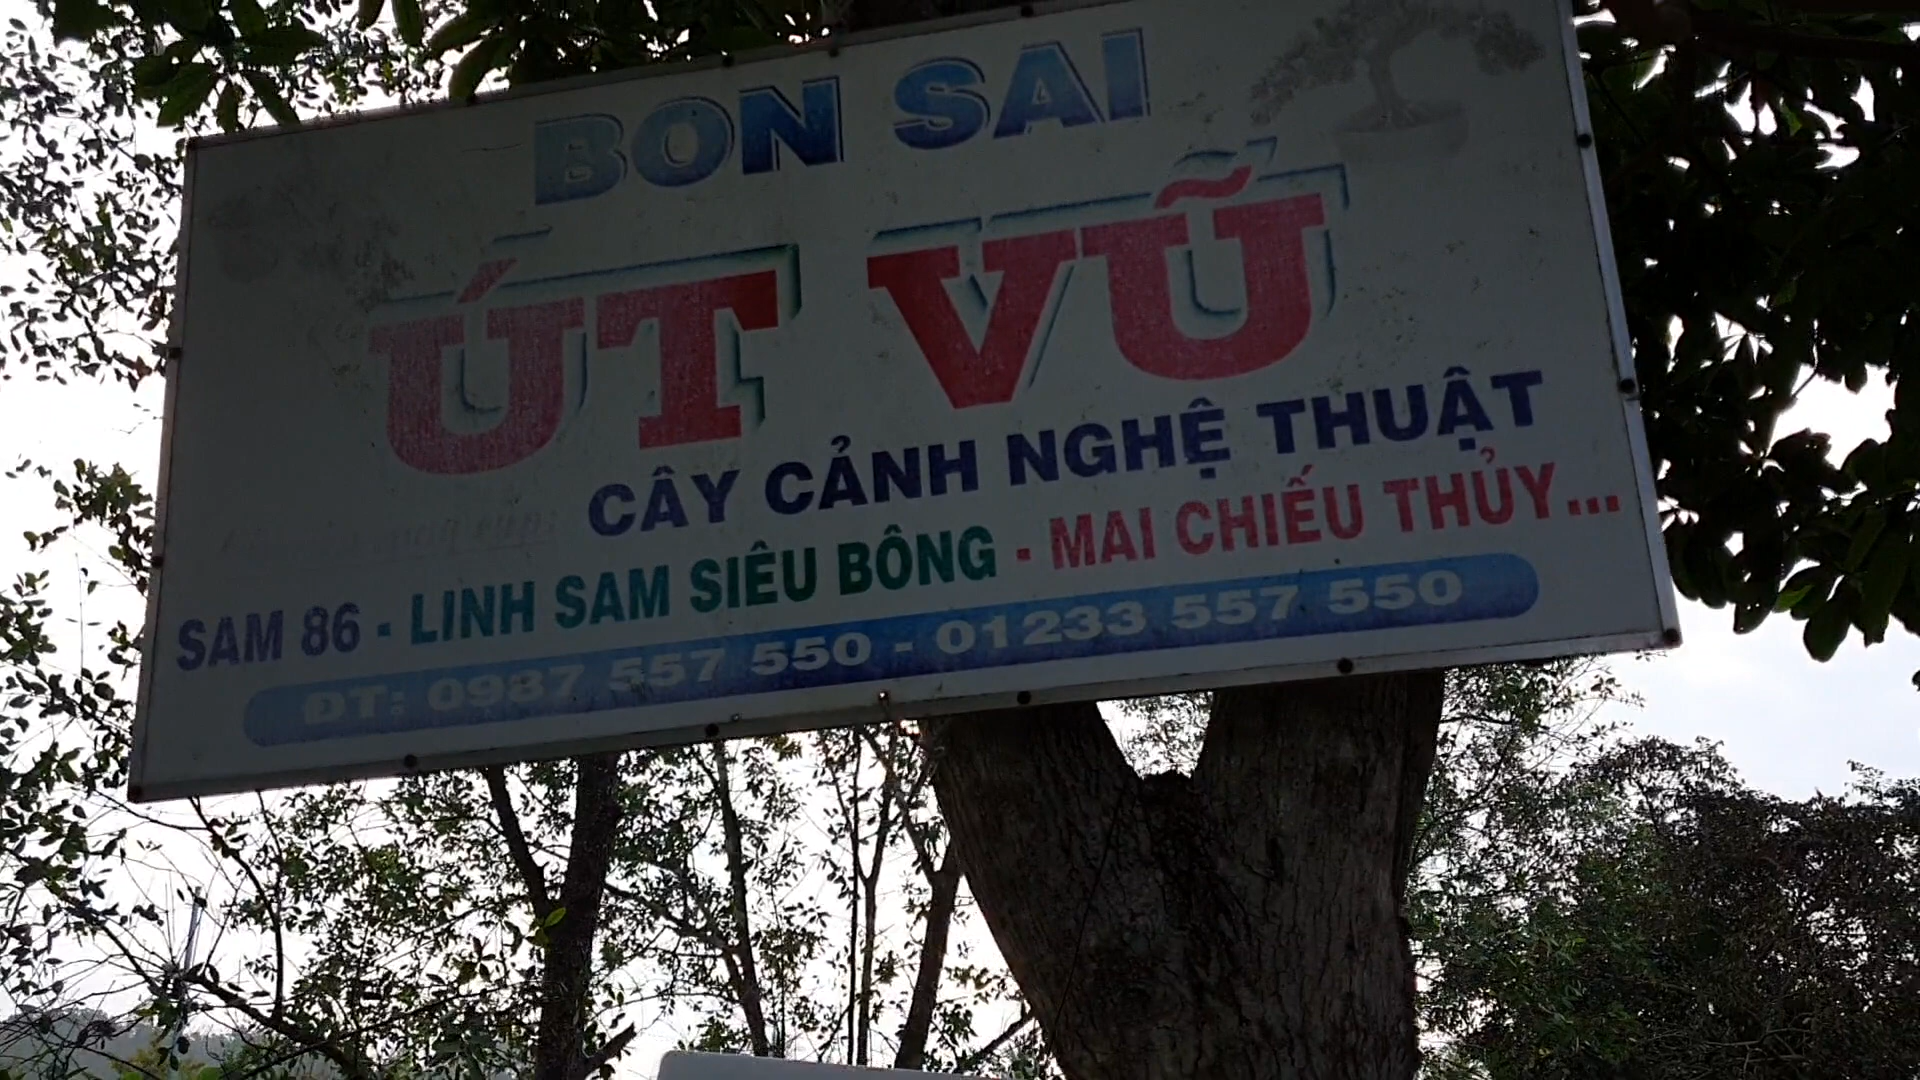 BON SAI
ÚT VŨ
CÂY CẢNH NGHỆ THUẬT
SAM 86 - LINH SAM SIÊU BÔNG - MAI CHIẾU THỦY...
ĐT: 0987 557 550 - 01233 557 550